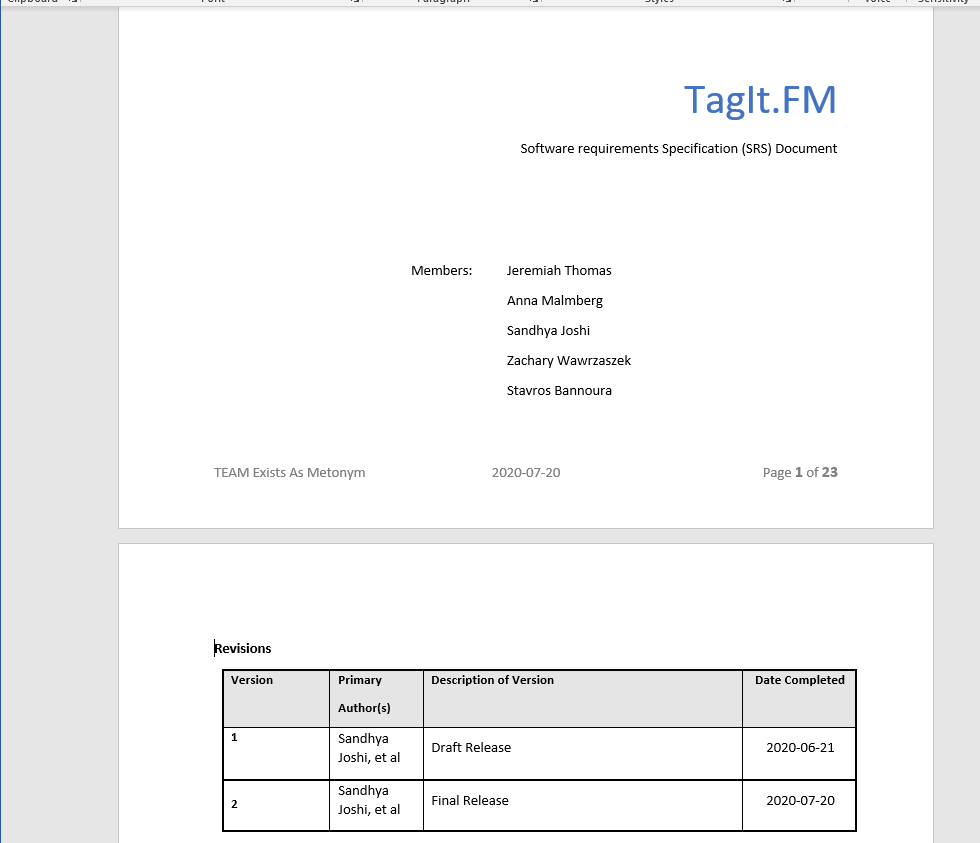 Clipboard Font Paragraph Styles Voice Sensitivity
TagIt.FM
Software requirements Specification (SRS) Document
Members: Jeremiah Thomas
Anna Malmberg
Sandhya Joshi
Zachary Wawrzaszek
Stavros Bannoura
TEAM Exists As Metonym 2020-07-20 Page 1 of 23
Revisions
Version Primary Author(s) Description of Version Date Completed
1 Sandhya Joshi, et al Draft Release 2020-06-21
2 Sandhya Joshi, et al Final Release 2020-07-20